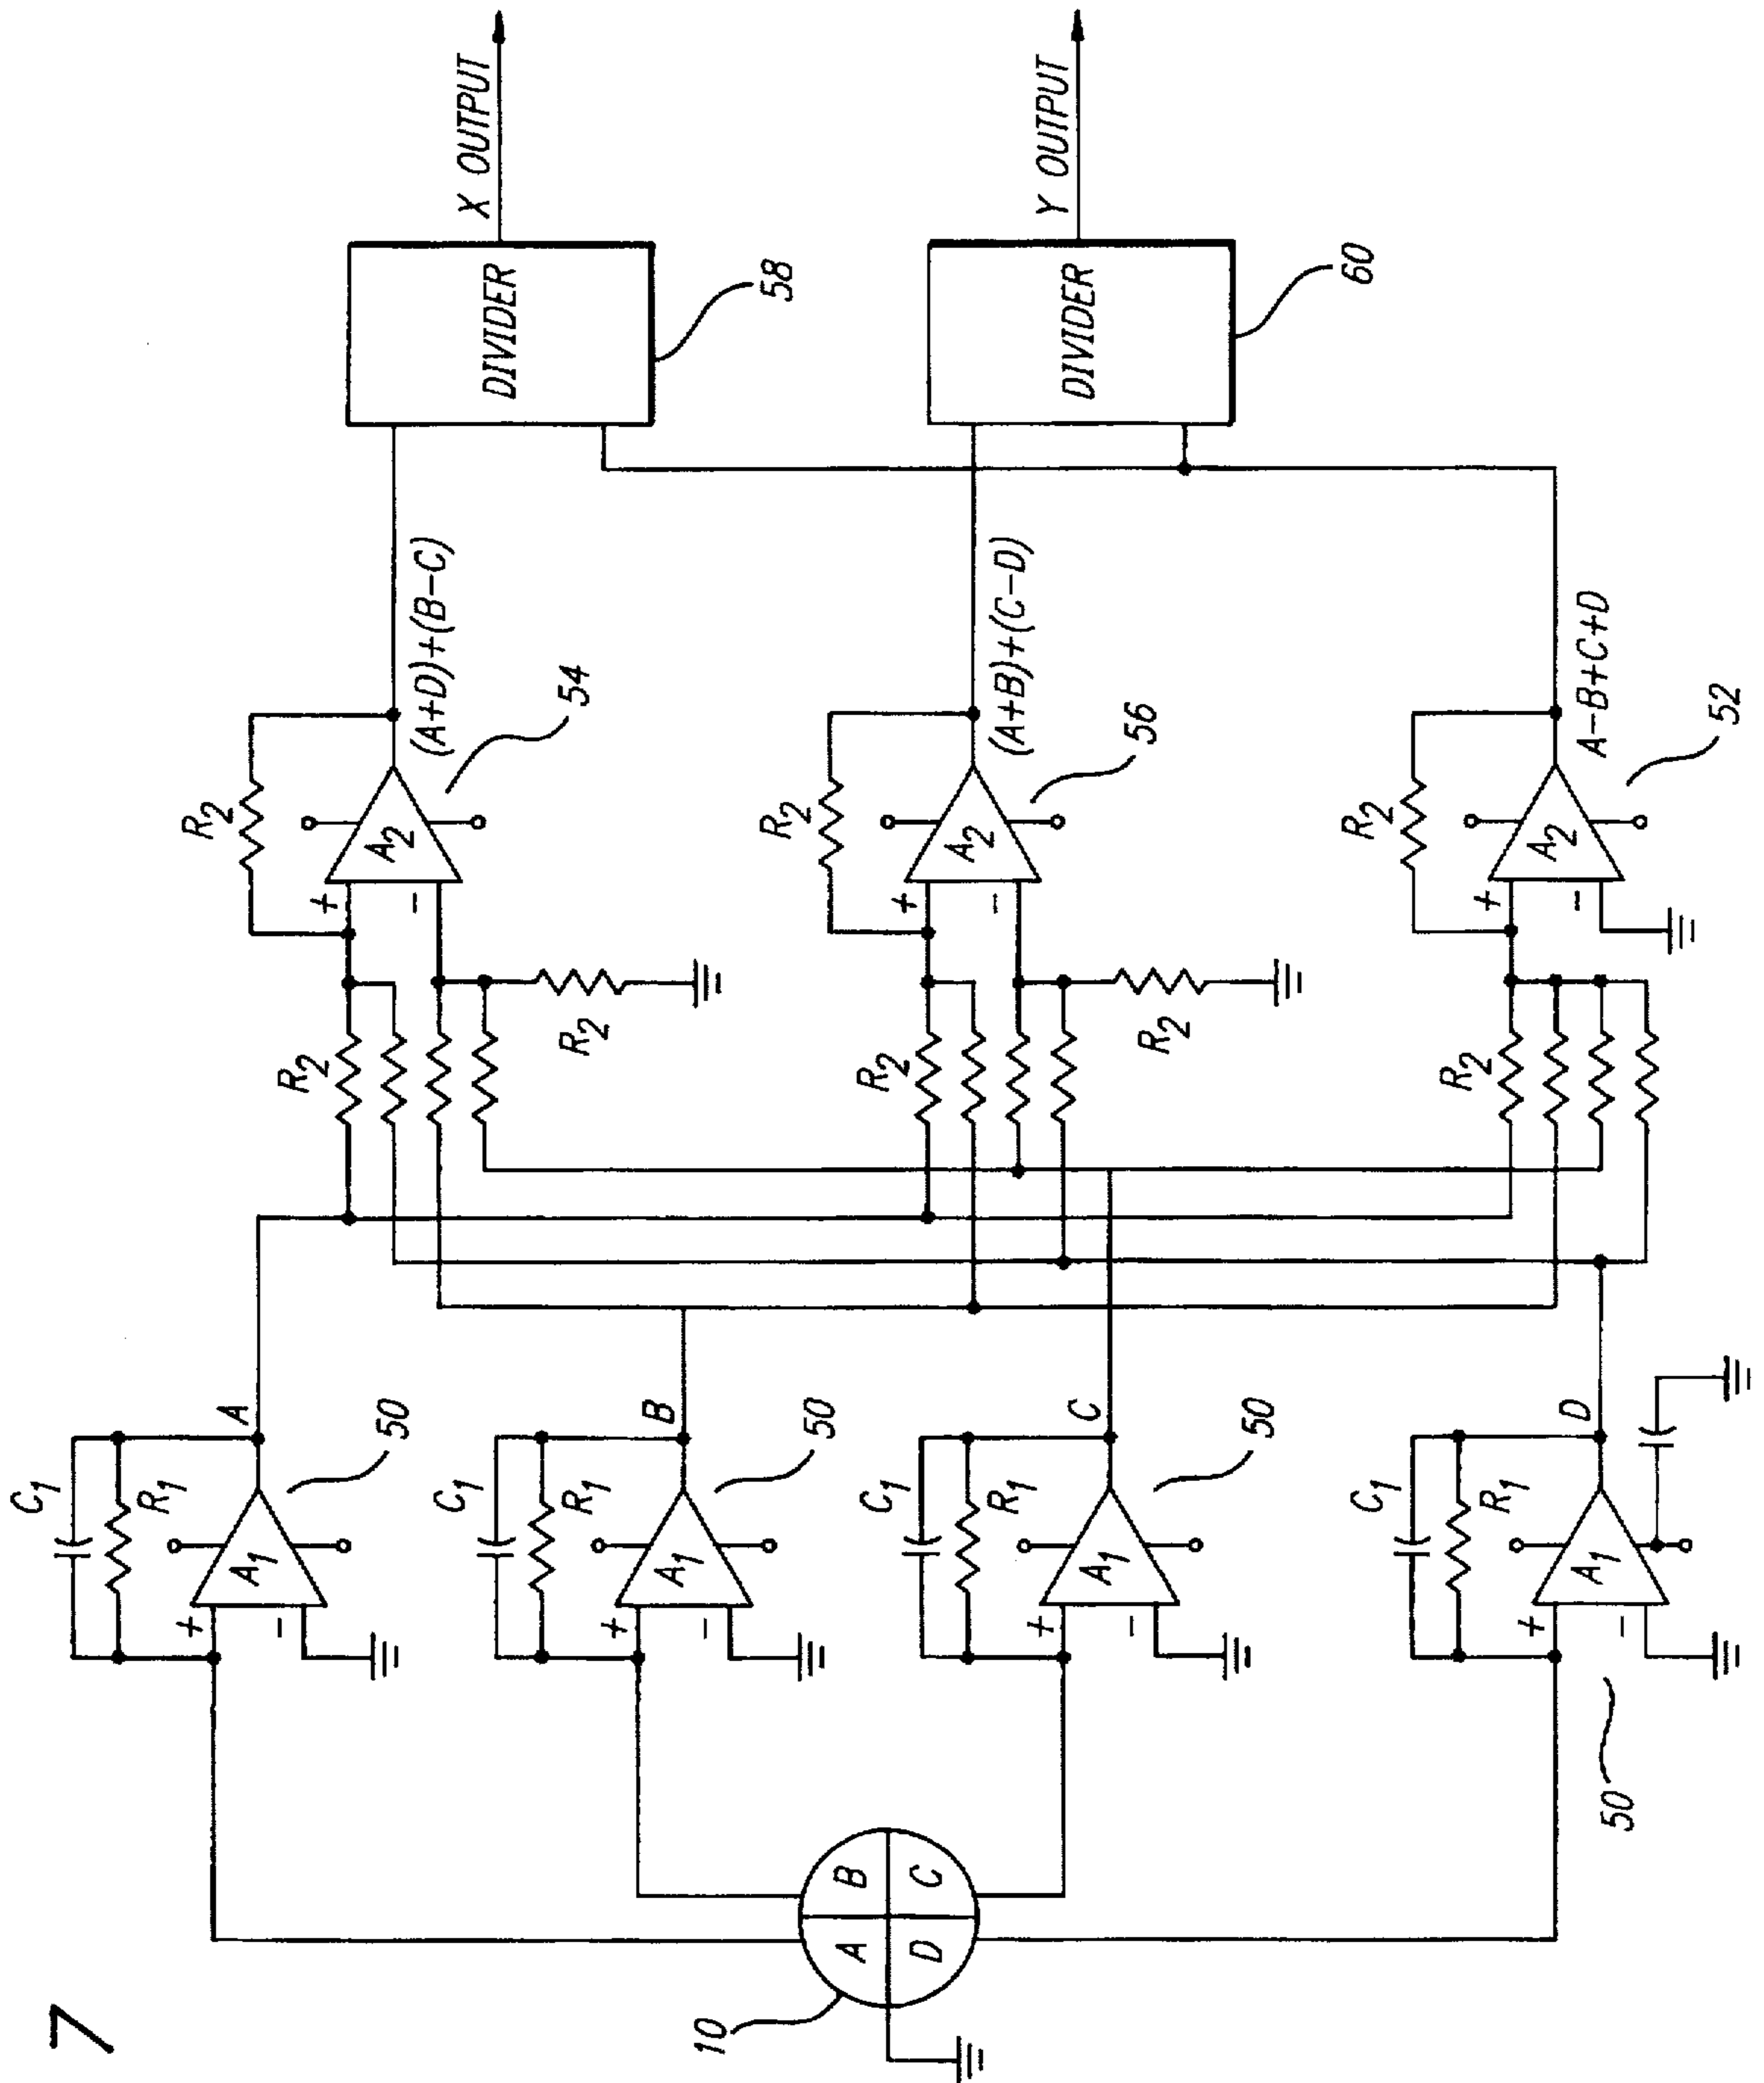 7
10
A
B
D
C
C1
R1
A1
+
-
A
50
C1
R1
A1
+
-
B
50
C1
R1
A1
+
-
C
50
C1
R1
A1
+
-
D
50
R2
R2
R2
A2
+
-
(A+D)+(B-C)
54
R2
R2
R2
A2
+
-
(A+B)+(C-D)
56
R2
R2
A2
+
-
A-B+C+D
52
DIVIDER
58
X OUTPUT
DIVIDER
60
Y OUTPUT